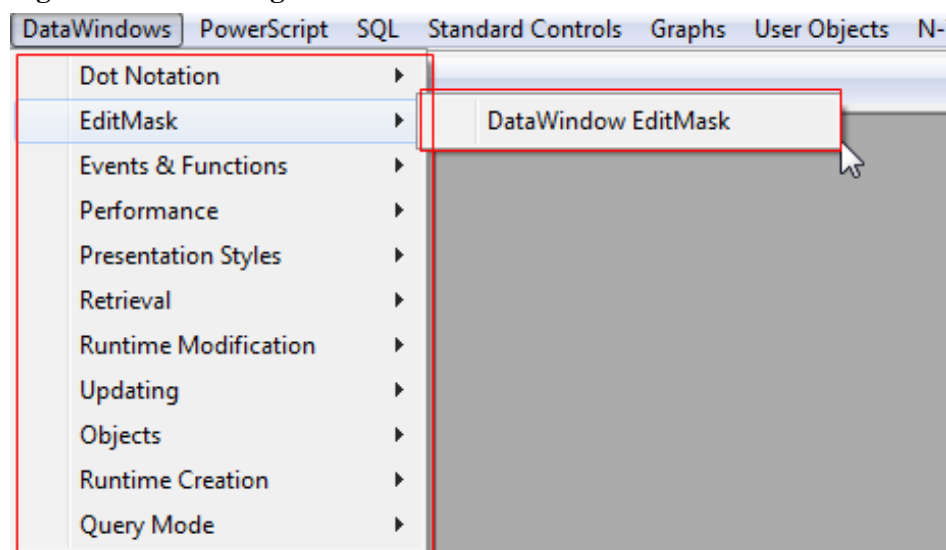 DataWindows PowerScript SQL Standard Controls Graphs User Objects N-
Dot Notation
EditMask DataWindow EditMask
Events & Functions
Performance
Presentation Styles
Retrieval
Runtime Modification
Updating
Objects
Runtime Creation
Query Mode